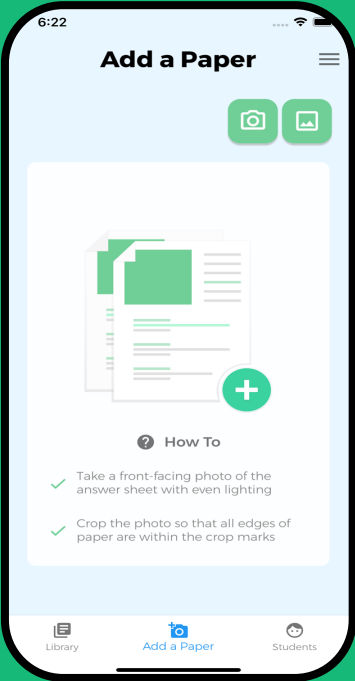 6:22
Add a Paper
How To
Take a front-facing photo of the
answer sheet with even lighting
Crop the photo so that all edges of
paper are within the crop marks
Library
Add a Paper
Students